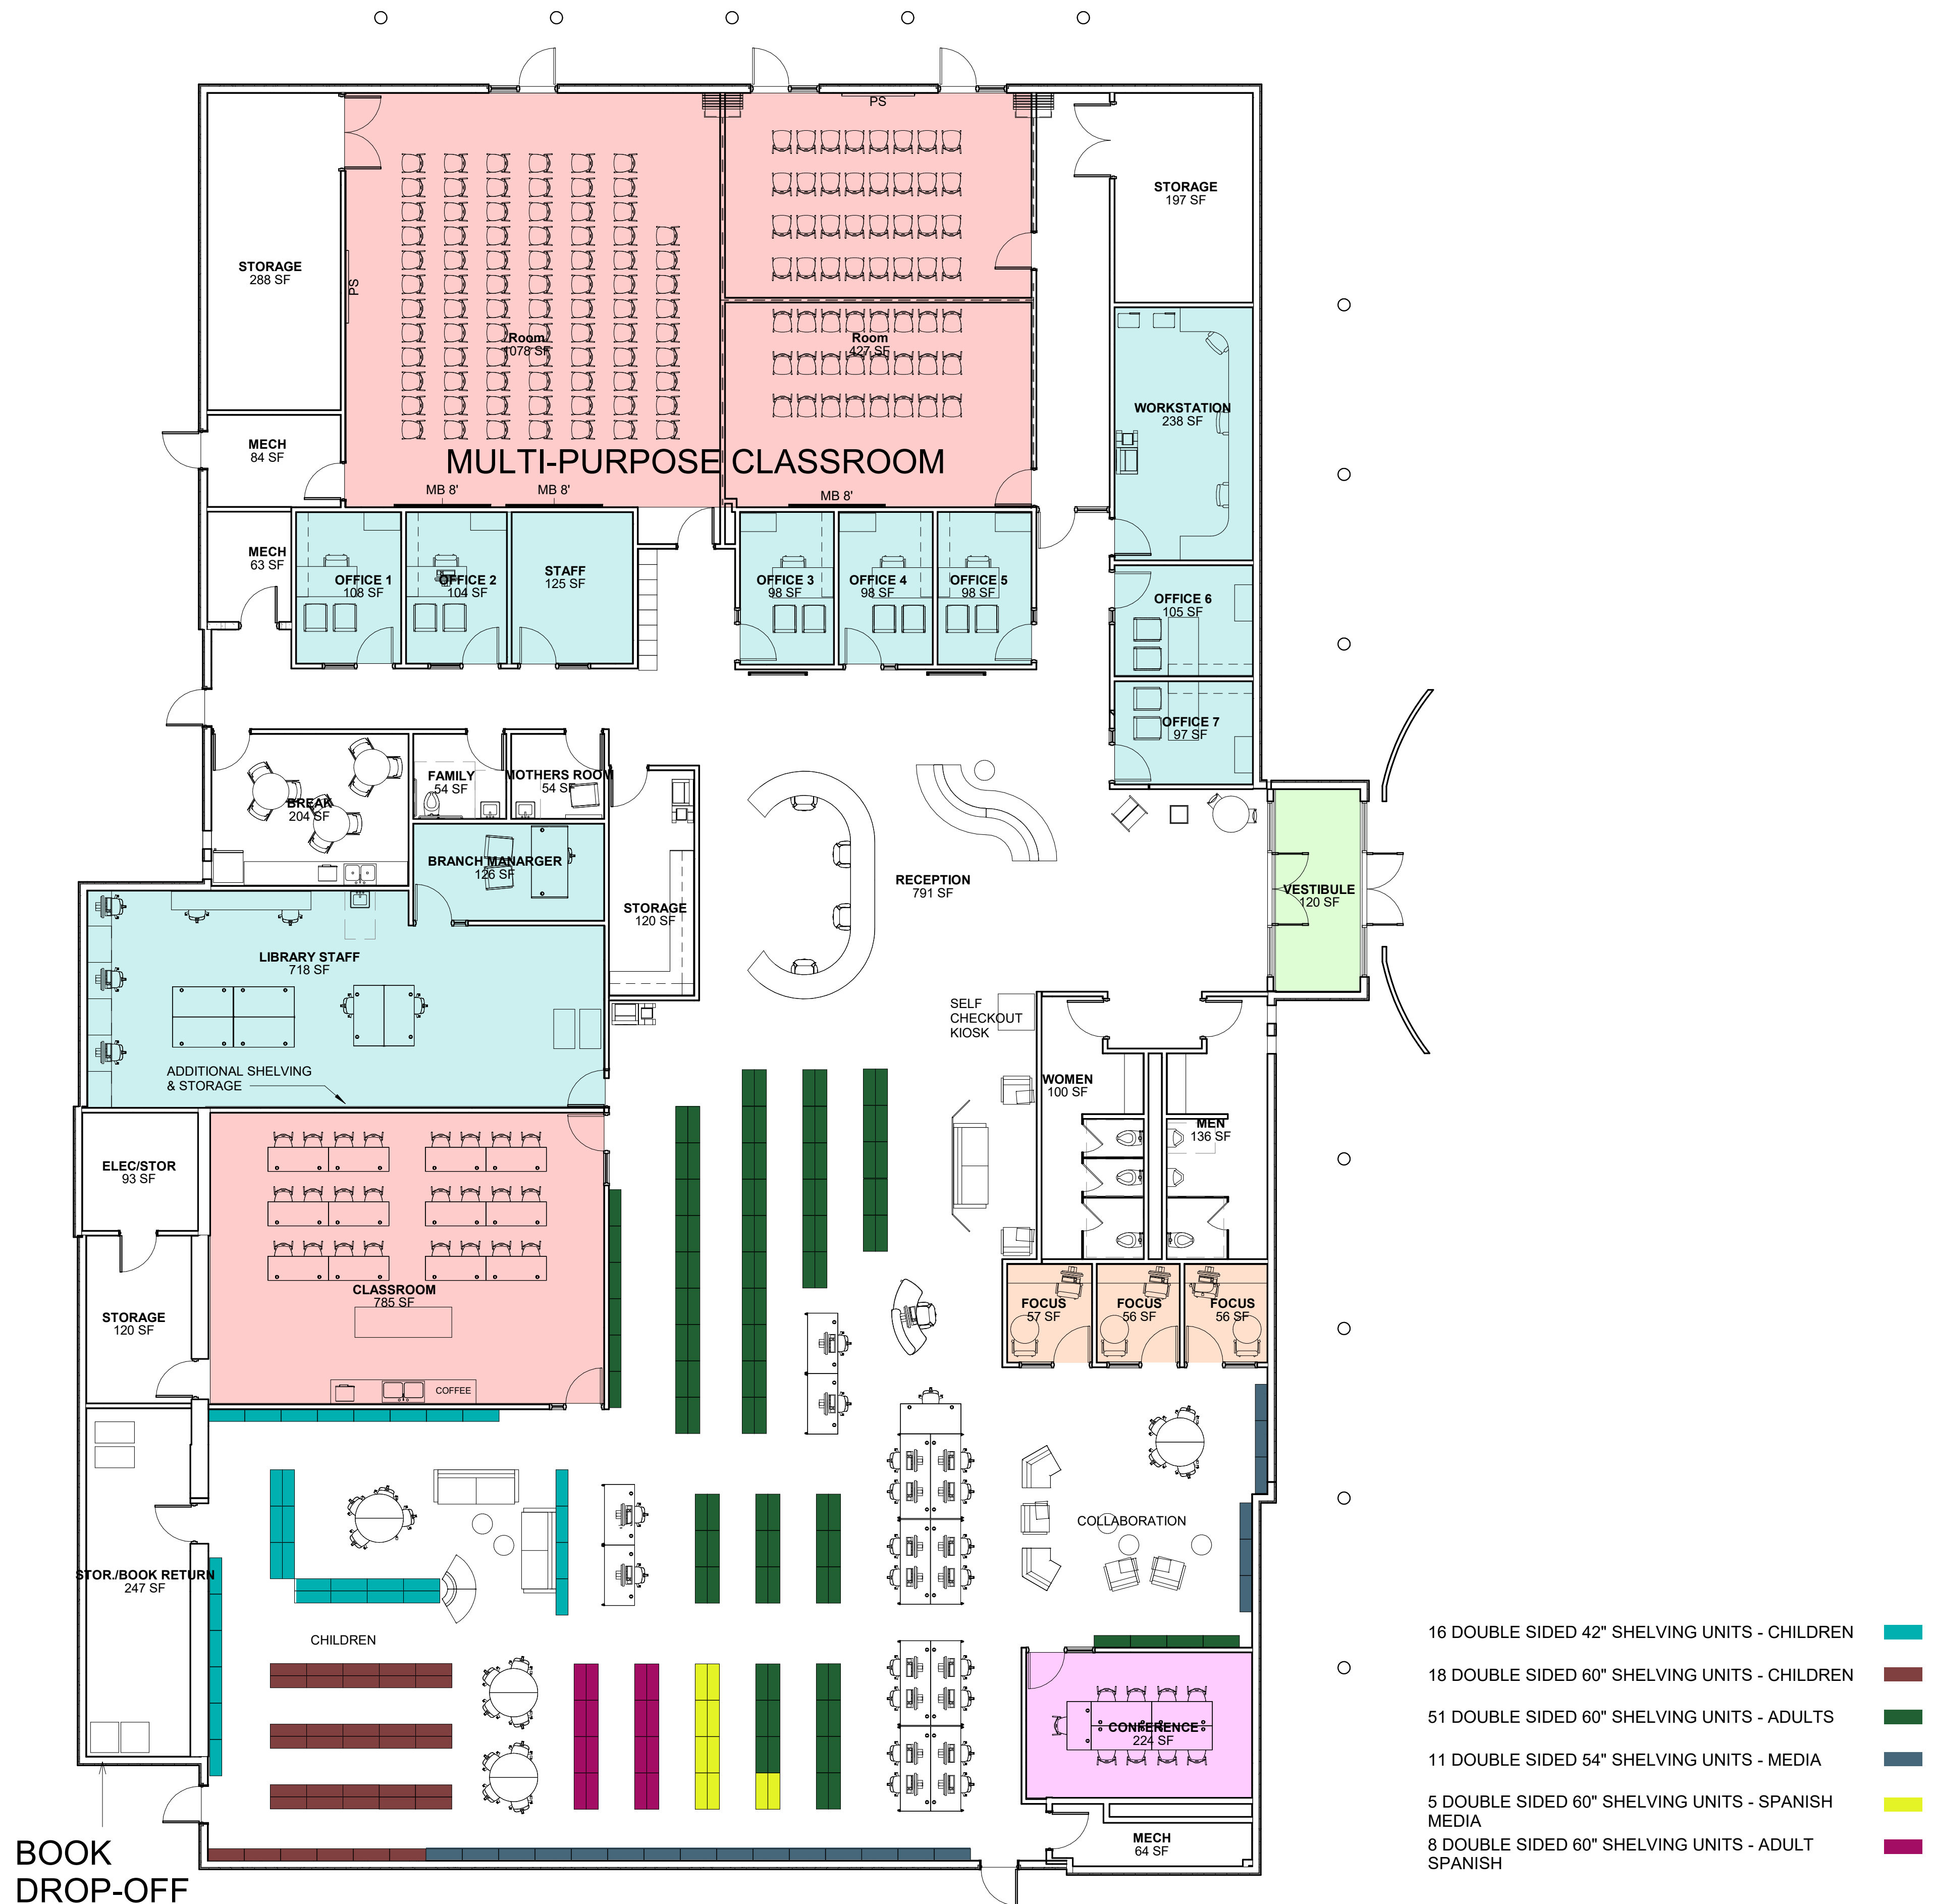 PS
STORAGE
197 SF
STORAGE
288 SF
PS
Room
1078 SF
Room
427 SF
WORKSTATION
238 SF
MECH
84 SF
MULTI-PURPOSE CLASSROOM
MB 8'
MB 8'
MB 8'
MECH
63 SF
OFFICE 1
108 SF
OFFICE 2
104 SF
STAFF
125 SF
OFFICE 3
98 SF
OFFICE 4
98 SF
OFFICE 5
98 SF
OFFICE 6
105 SF
OFFICE 7
97 SF
BREAK
204 SF
FAMILY
54 SF
MOTHERS ROOM
54 SF
BRANCH MANARGER
126 SF
STORAGE
120 SF
RECEPTION
791 SF
VESTIBULE
120 SF
LIBRARY STAFF
718 SF
SELF
CHECKOUT
KIOSK
ADDITIONAL SHELVING
& STORAGE
WOMEN
100 SF
MEN
136 SF
ELEC/STOR
93 SF
CLASSROOM
785 SF
STORAGE
120 SF
FOCUS
57 SF
FOCUS
56 SF
FOCUS
56 SF
COFFEE
COLLABORATION
STOR./BOOK RETURN
247 SF
CHILDREN
CONFERENCE
224 SF
MECH
64 SF
BOOK
DROP-OFF
16 DOUBLE SIDED 42" SHELVING UNITS - CHILDREN
18 DOUBLE SIDED 60" SHELVING UNITS - CHILDREN
51 DOUBLE SIDED 60" SHELVING UNITS - ADULTS
11 DOUBLE SIDED 54" SHELVING UNITS - MEDIA
5 DOUBLE SIDED 60" SHELVING UNITS - SPANISH
MEDIA
8 DOUBLE SIDED 60" SHELVING UNITS - ADULT
SPANISH